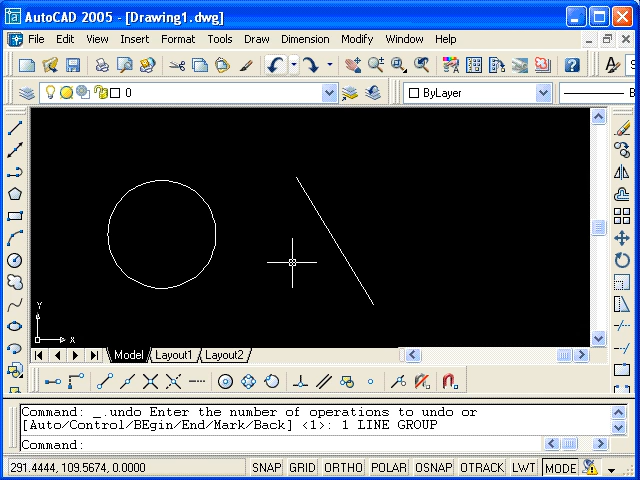 AutoCAD 2005 - [Drawing1.dwg]
File Edit View Insert Format Tools Draw Dimension Modify Window Help
0 ByLayer
Y
X
Model Layout1 Layout2
Command: _.undo Enter the number of operations to undo or
[Auto/Control/BEgin/End/Mark/Back] <1>: 1 LINE GROUP
Command:
291.4444, 109.5674, 0.0000 SNAP GRID ORTHO POLAR OSNAP OTRACK LWT MODE